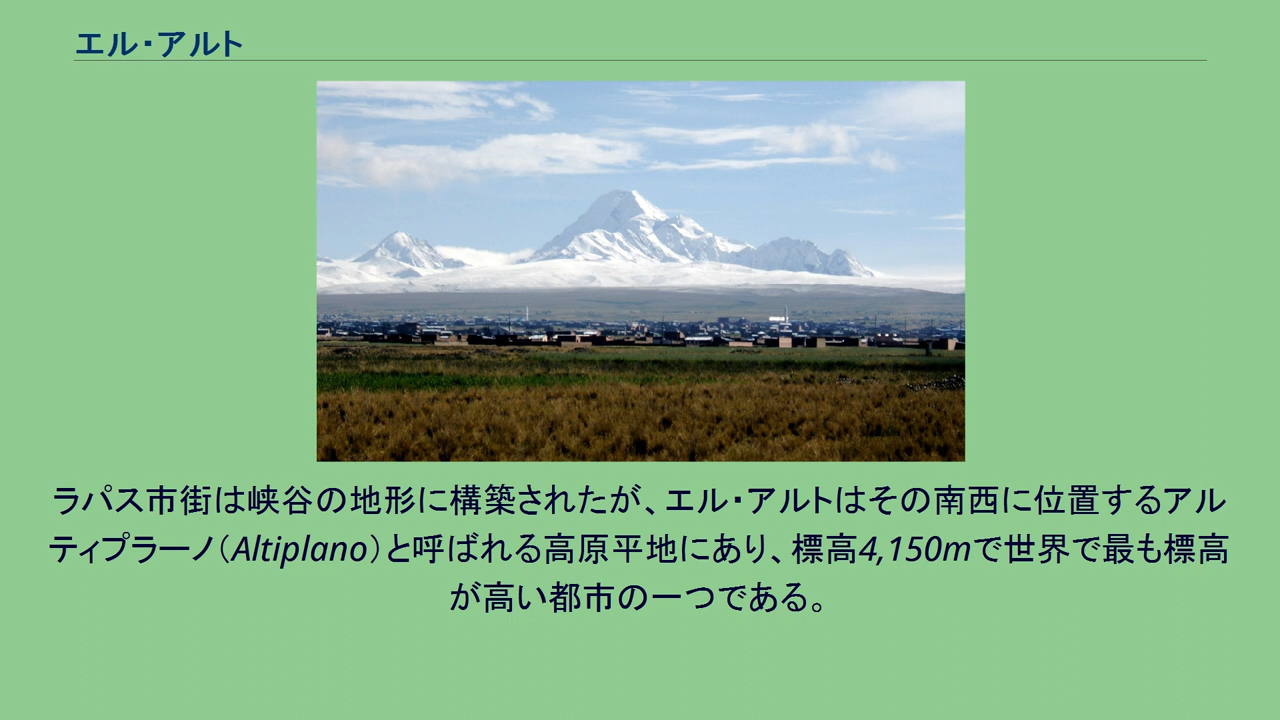 エル・アルト
ラパス市街は峡谷の地形に構築されたが、エル・アルトはその南西に位置するアル
ティプラーノ（Altiplano）と呼ばれる高原平地にあり、標高4,150mで世界で最も標高
が高い都市の一つである。